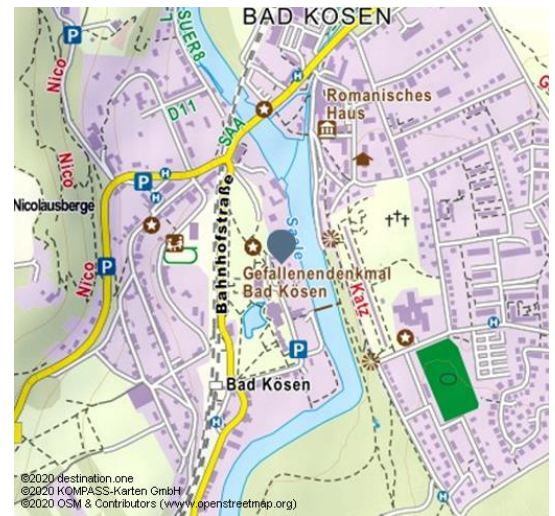 BAD KÖSEN
P
SUER8
Nico
H
D11
SAA
Romanisches
Haus
H
P
H
Nico
Nicolausberge
Bahnhofstraße
Saale
Nico
P
Gefallenendenkmal
Bad Kösen
Katz
H
P
Bad Kösen
H
P
©2020 destination.one
©2020 KOMPASS-Karten GmbH
©2020 OSM & Contributors (www.openstreetmap.org)